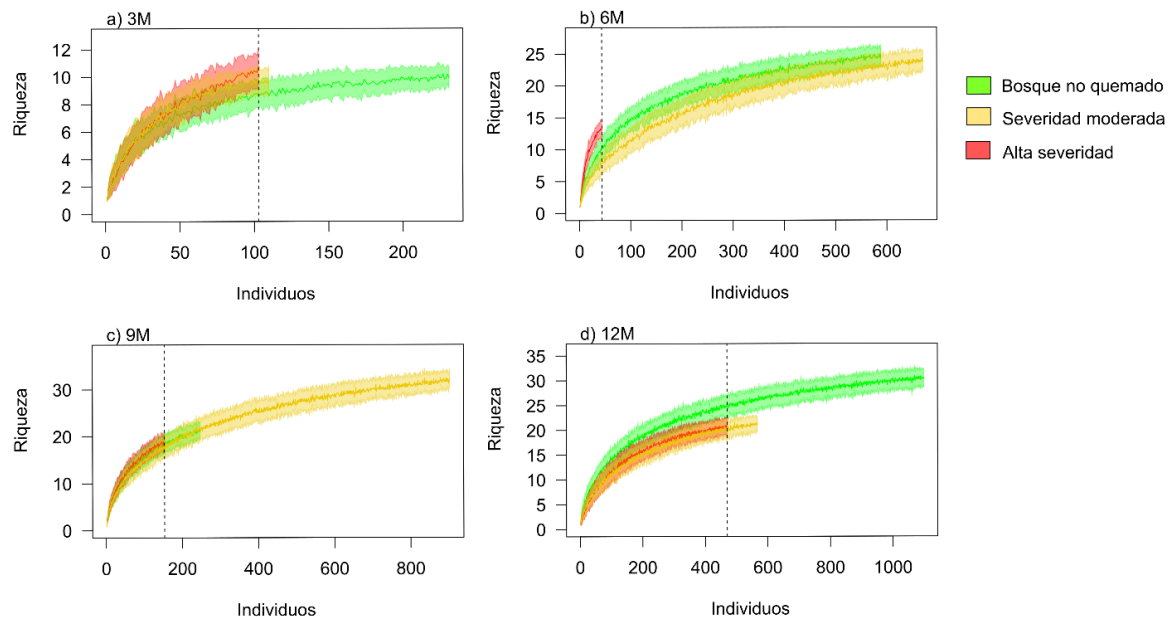 a) 3M
12
10
8
6
4
2
0
Riqueza
0 50 100 150 200
Individuos
b) 6M
25
20
15
10
5
0
Riqueza
0 100 200 300 400 500 600
Individuos
Bosque no quemado
Severidad moderada
Alta severidad
c) 9M
30
20
10
0
Riqueza
0 200 400 600 800
Individuos
d) 12M
35
30
25
20
15
10
5
0
Riqueza
0 200 400 600 800 1000
Individuos